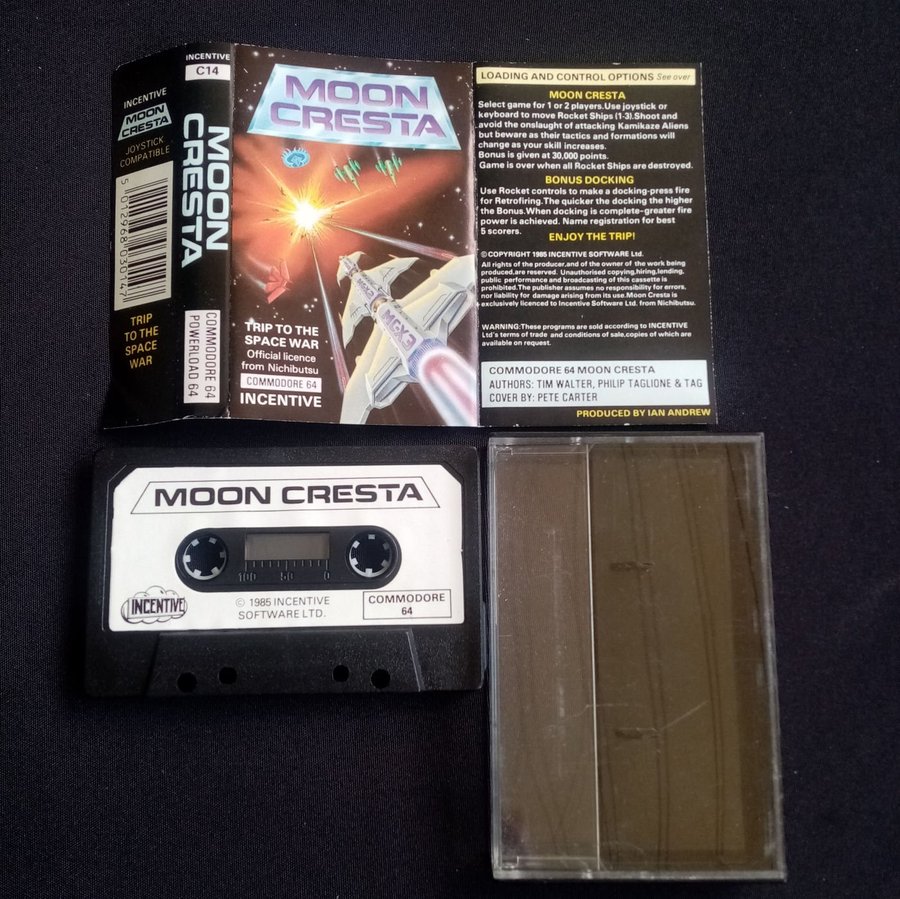 INCENTIVE
MOON
CRESTA
JOYSTICK
COMPATIBLE
5 012968 030147
TRIP
TO THE
SPACE
WAR
INCENTIVE
C14
MOON
CRESTA
COMMODORE 64
POWERLOAD 64
MOON
CRESTA
MCX2
MCX3
TRIP TO THE
SPACE WAR
Official licence
from Nichibutsu
COMMODORE 64
INCENTIVE
LOADING AND CONTROL OPTIONS See over
MOON CRESTA
Select game for 1 or 2 players.Use joystick or
keyboard to move Rocket Ships (1-3).Shoot and
avoid the onslaught of attacking Kamikaze Aliens
but beware as their tactics and formations will
change as your skill increases.
Bonus is given at 30,000 points.
Game is over when all Rocket Ships are destroyed.
BONUS DOCKING
Use Rocket controls to make a docking-press fire
for Retrofiring.The quicker the docking the higher
the Bonus.When docking is complete-greater fire
power is achieved. Name registration for best
5 scorers.
ENJOY THE TRIP!
© COPYRIGHT 1985 INCENTIVE SOFTWARE LTD.
All rights of the producer,and of the owner of the work being
produced,are reserved. Unauthorised copying,hiring,lending,
public performance and broadcasting of this cassette is
prohibited.The publisher assumes no responsibility for errors,
nor liability for damage arising from its use.Moon Cresta is
exclusively licenced to Incentive Software Ltd, from Nichibutsu.
WARNING:These programs are sold according to INCENTIVE
Ltd's terms of trade and conditions of sale,copies of which are
available on request.
COMMODORE 64 MOON CRESTA
AUTHORS: TIM WALTER, PHILIP TAGLIONE & TAG
COVER BY: PETE CARTER
PRODUCED BY IAN ANDREW
MOON CRESTA
100 50 0
INCENTIVE
© 1985 INCENTIVE
SOFTWARE LTD.
COMMODORE
64